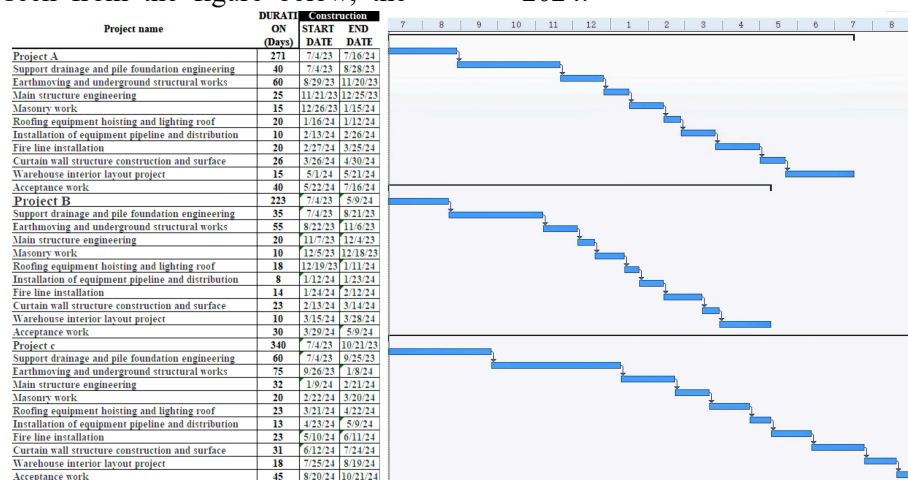 seen from the figure below, the 2024.
DURATI Construction
Project name ON START END
(Days) DATE DATE
7 8 9 10 11 12 1 2 3 4 5 6 7 8
Project A 271 7/4/23 7/16/24
Support drainage and pile foundation engineering 40 7/4/23 8/28/23
Earthmoving and underground structural works 60 8/29/23 11/20/23
Main structure engineering 25 11/21/23 12/25/23
Masonry work 15 12/26/23 1/15/24
Roofing equipment hoisting and lighting roof 20 1/16/24 1/12/24
Installation of equipment pipeline and distribution 10 2/13/24 2/26/24
Fire line installation 20 2/27/24 3/25/24
Curtain wall structure construction and surface 26 3/26/24 4/30/24
Warehouse interior layout project 15 5/1/24 5/21/24
Acceptance work 40 5/22/24 7/16/24
Project B 223 7/4/23 5/9/24
Support drainage and pile foundation engineering 35 7/4/23 8/21/23
Earthmoving and underground structural works 55 8/22/23 11/6/23
Main structure engineering 20 11/7/23 12/4/23
Masonry work 10 12/5/23 12/18/23
Roofing equipment hoisting and lighting roof 18 12/19/23 1/11/24
Installation of equipment pipeline and distribution 8 1/12/24 1/23/24
Fire line installation 14 1/24/24 2/12/24
Curtain wall structure construction and surface 23 2/13/24 3/14/24
Warehouse interior layout project 10 3/15/24 3/28/24
Acceptance work 30 3/29/24 5/9/24
Project c 340 7/4/23 10/21/23
Support drainage and pile foundation engineering 60 7/4/23 9/25/23
Earthmoving and underground structural works 75 9/26/23 1/8/24
Main structure engineering 32 1/9/24 2/21/24
Masonry work 20 2/22/24 3/20/24
Roofing equipment hoisting and lighting roof 23 3/21/24 4/22/24
Installation of equipment pipeline and distribution 13 4/23/24 5/9/24
Fire line installation 23 5/10/24 6/11/24
Curtain wall structure construction and surface 31 6/12/24 7/24/24
Warehouse interior layout project 18 7/25/24 8/19/24
Acceptance work 45 8/20/24 10/21/24